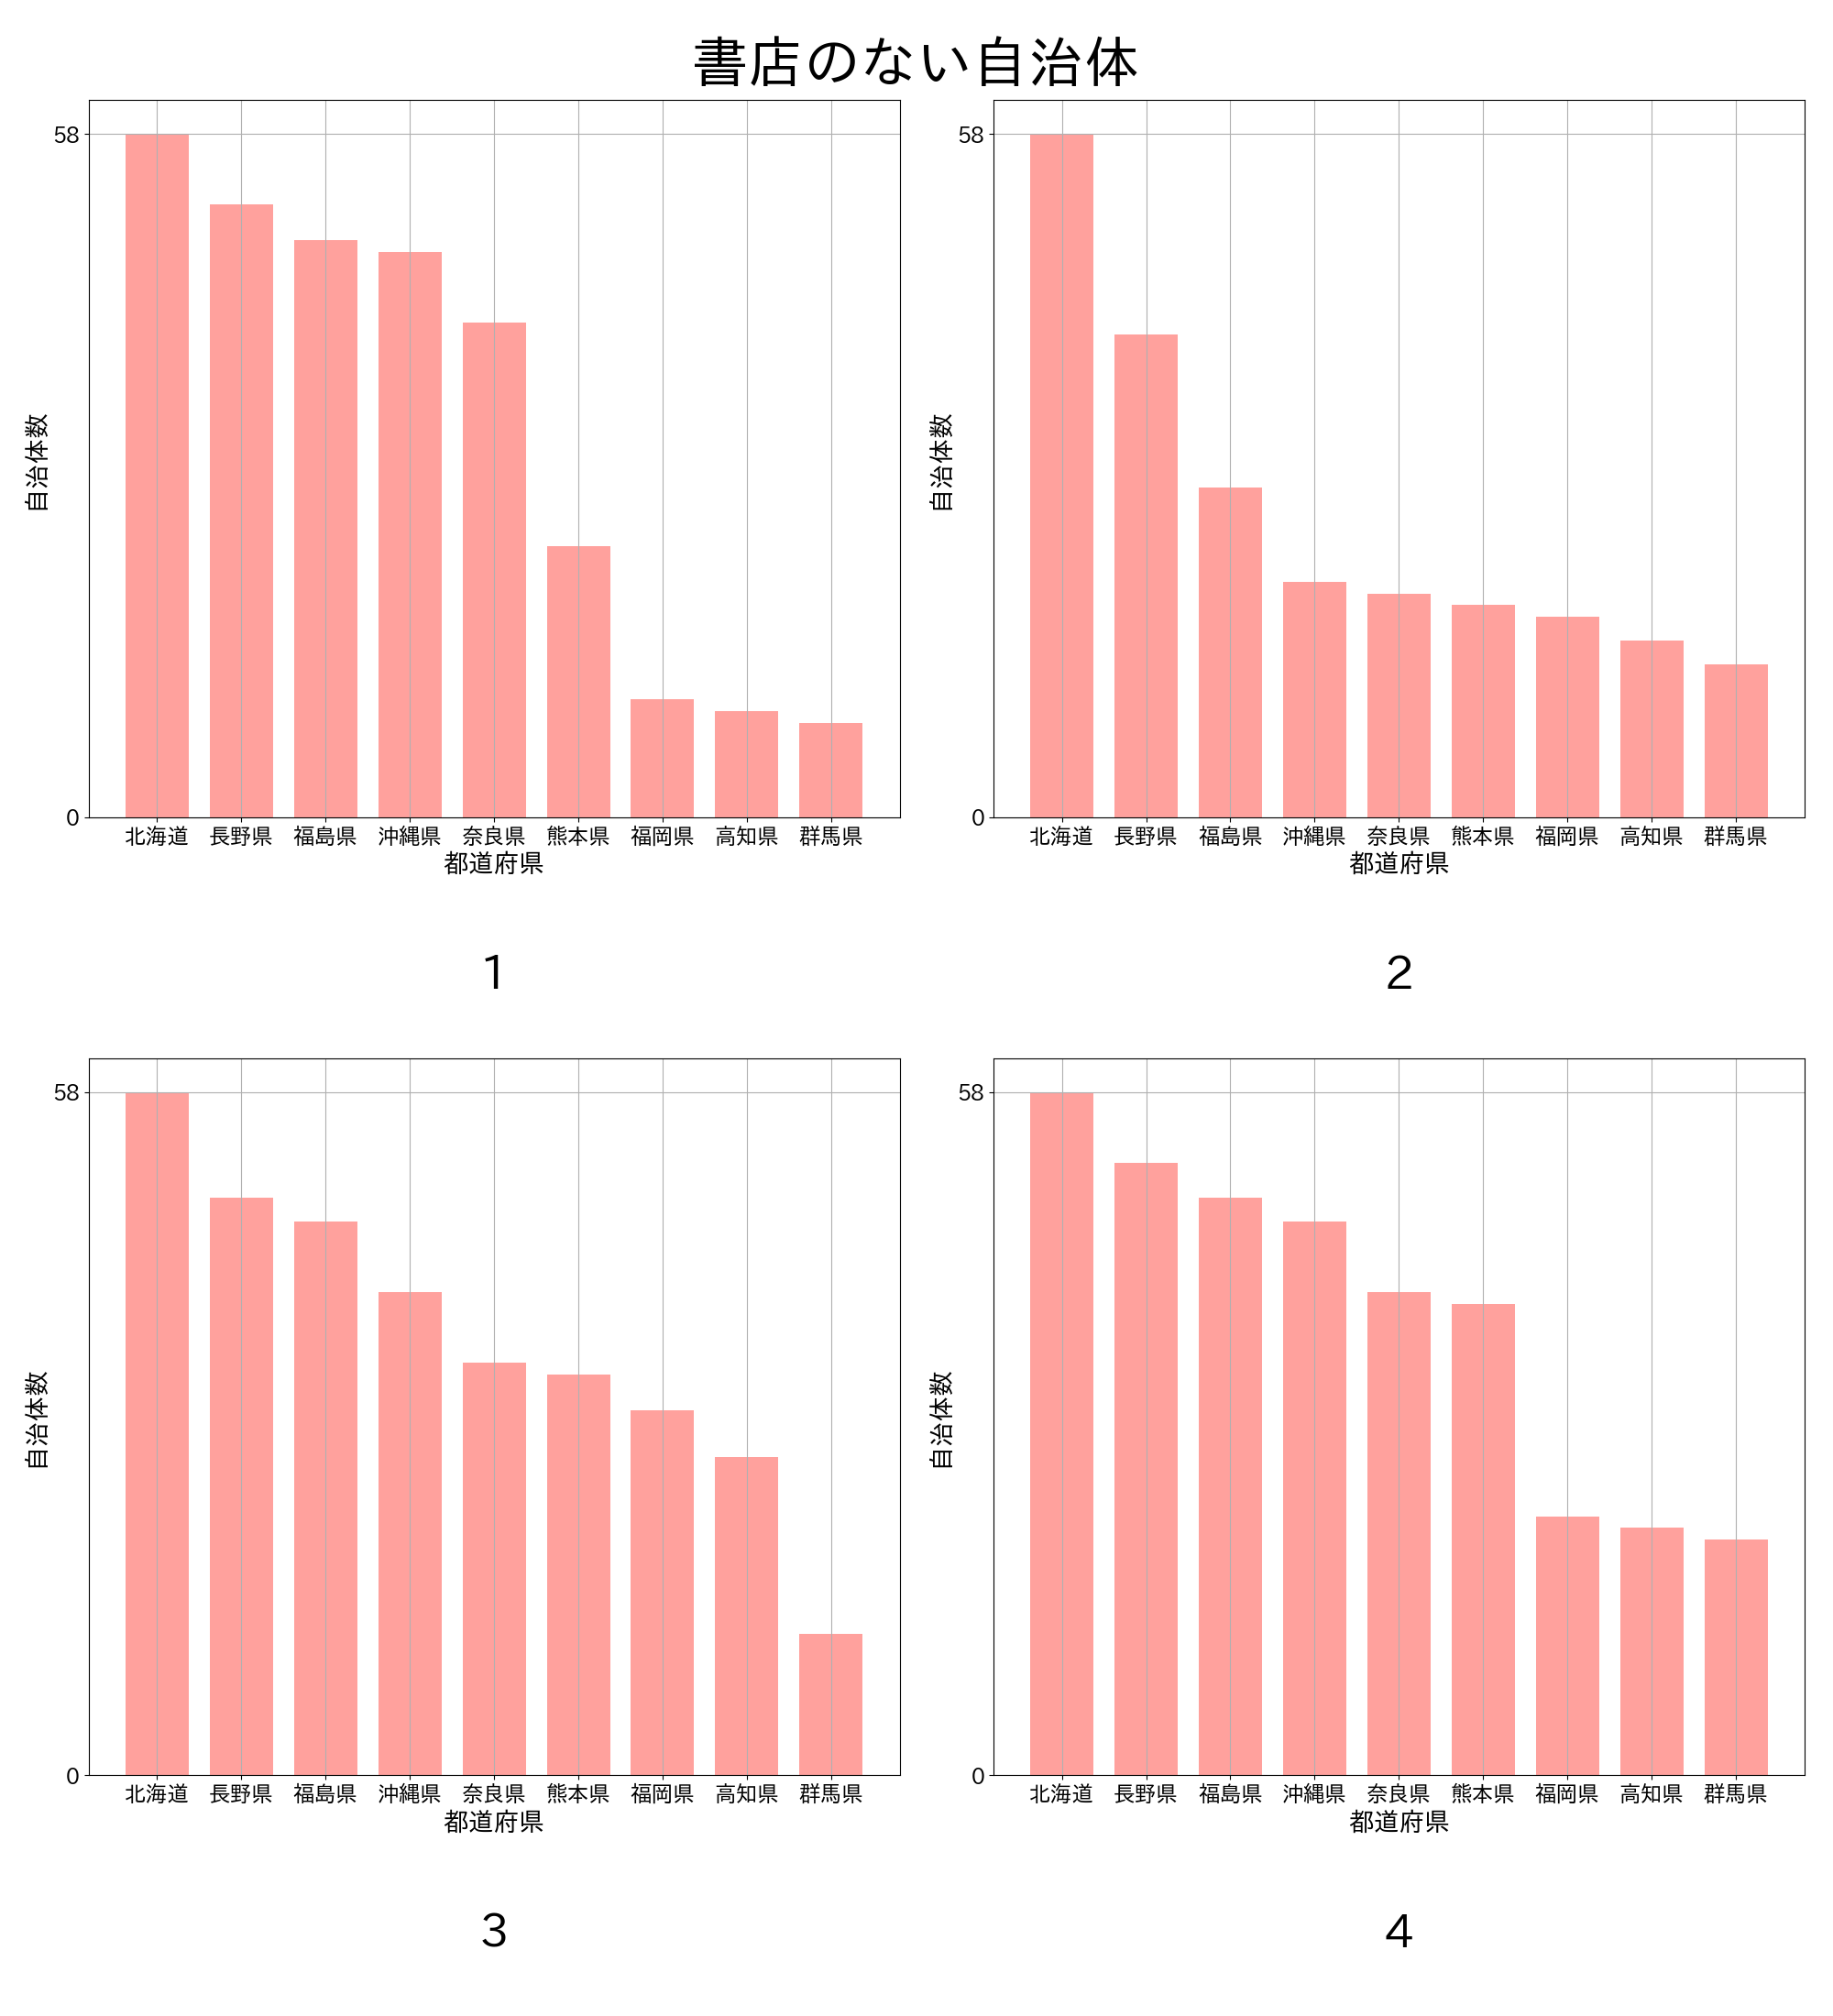 書店のない自治体
58
0
自治体数
北海道 長野県 福島県 沖縄県 奈良県 熊本県 福岡県 高知県 群馬県
都道府県
1
58
0
自治体数
北海道 長野県 福島県 沖縄県 奈良県 熊本県 福岡県 高知県 群馬県
都道府県
2
58
0
自治体数
北海道 長野県 福島県 沖縄県 奈良県 熊本県 福岡県 高知県 群馬県
都道府県
3
58
0
自治体数
北海道 長野県 福島県 沖縄県 奈良県 熊本県 福岡県 高知県 群馬県
都道府県
4